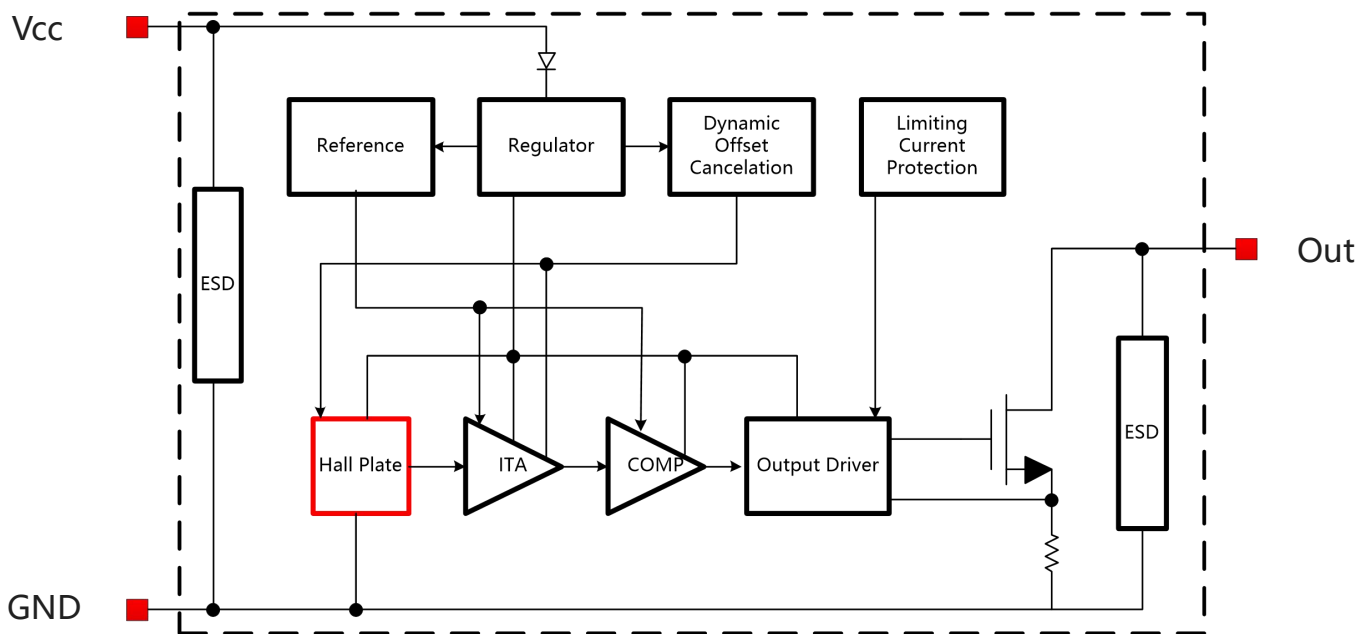 Vcc
Reference
Regulator
Dynamic
Offset
Cancelation
Limiting
Current
Protection
ESD
Out
Hall Plate
ITA
COMP
Output Driver
ESD
GND